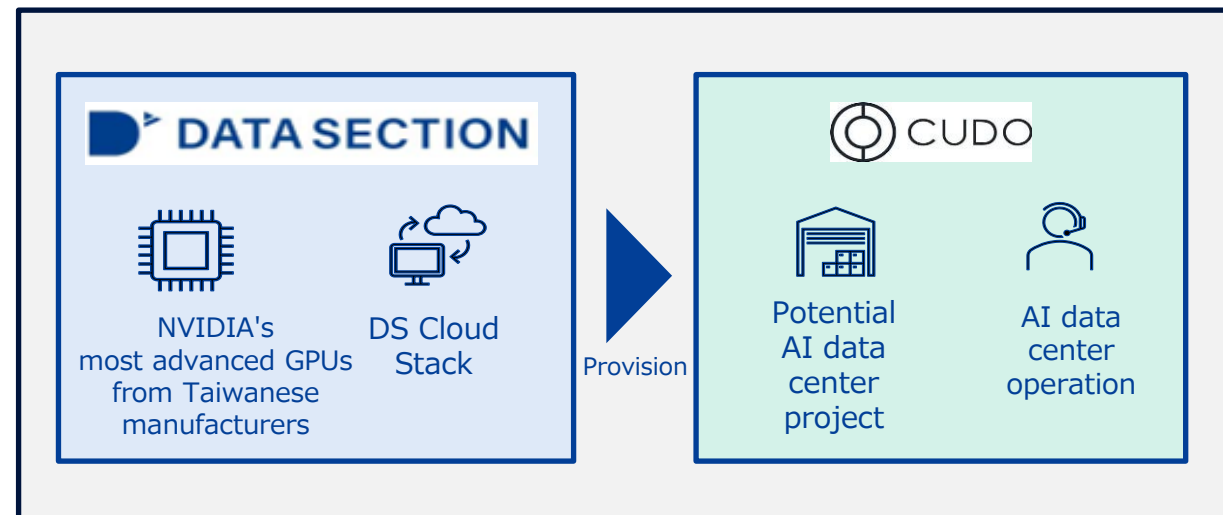 DATA SECTION
NVIDIA's
most advanced GPUs
from Taiwanese
manufacturers
DS Cloud
Stack
Provision
CUDO
Potential
AI data
center
project
AI data
center
operation